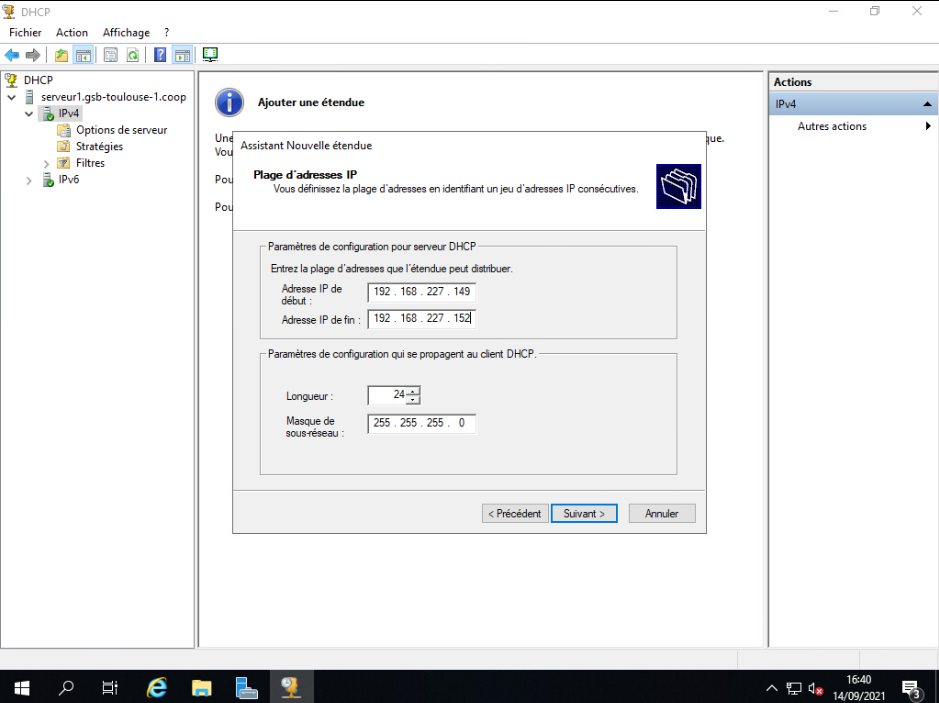 DHCP
Fichier Action Affichage ?
DHCP
serveur1.gsb-toulouse-1.coop
IPv4
Options de serveur
Stratégies
Filtres
IPv6
Ajouter une étendue
Une
que.
Vou
Pou
Pou
Assistant Nouvelle étendue
Plage d'adresses IP
Vous définissez la plage d'adresses en identifiant un jeu d'adresses IP consécutives.
Paramètres de configuration pour serveur DHCP
Entrez la plage d'adresses que l'étendue peut distribuer.
Adresse IP de
début :
192 . 168 . 227 . 149
Adresse IP de fin :
192 . 168 . 227 . 152
Paramètres de configuration qui se propagent au client DHCP.
Longueur :
24
Masque de
sous-réseau :
255 . 255 . 255 . 0
< Précédent
Suivant >
Annuler
Actions
IPv4
Autres actions
16:40
14/09/2021
3